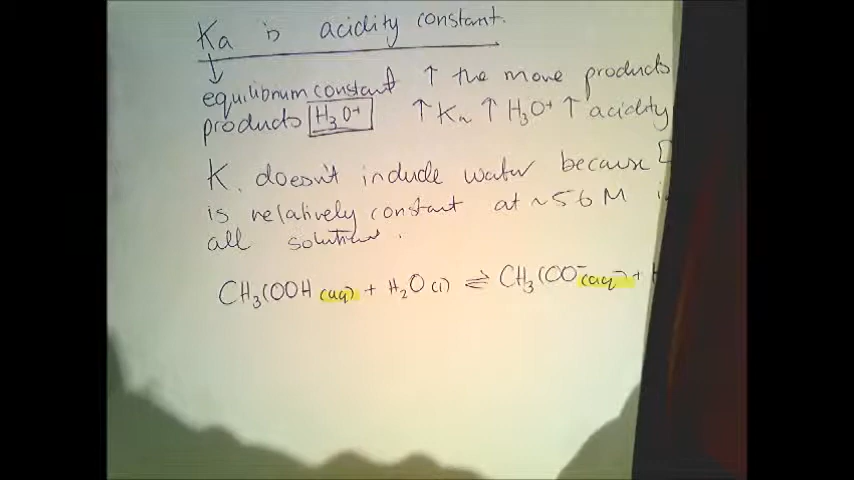 Ka is acidity constant.
equilibrium constant ↑ the more products
products H₃O⁺ ↑ Ka ↑ H₃O⁺ ↑ acidity
K. doesn't include water because [
is relatively constant at ~56 M
all solutions.
CH₃COOH (aq) + H₂O (l) ⇌ CH₃COO⁻ (aq) +